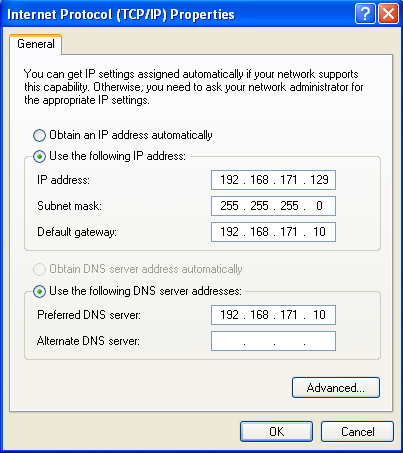 Internet Protocol (TCP/IP) Properties
General
You can get IP settings assigned automatically if your network supports
this capability. Otherwise, you need to ask your network administrator for
the appropriate IP settings.
Obtain an IP address automatically
Use the following IP address:
IP address: 192 . 168 . 171 . 129
Subnet mask: 255 . 255 . 255 . 0
Default gateway: 192 . 168 . 171 . 10
Obtain DNS server address automatically
Use the following DNS server addresses:
Preferred DNS server: 192 . 168 . 171 . 10
Alternate DNS server: . . .
Advanced...
OK Cancel